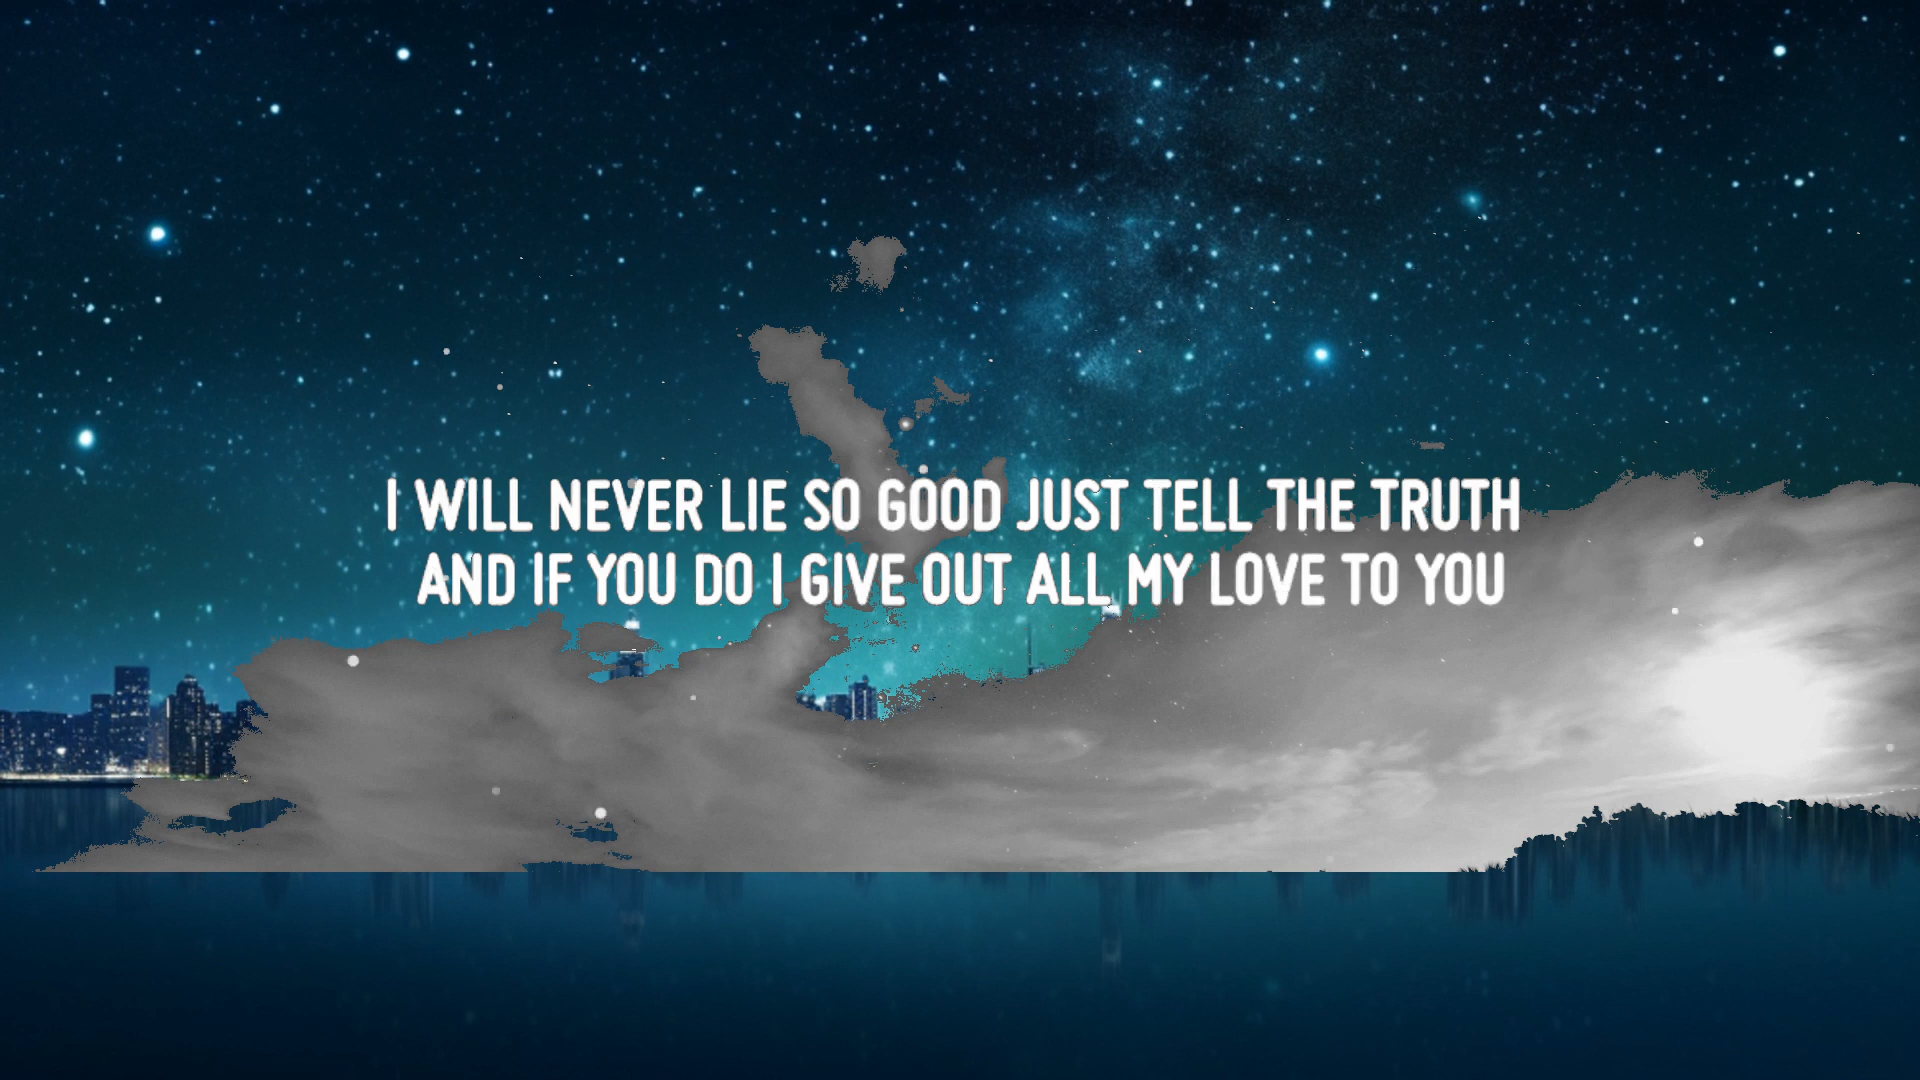 I WILL NEVER LIE SO GOOD JUST TELL THE TRUTH
AND IF YOU DO I GIVE OUT ALL MY LOVE TO YOU